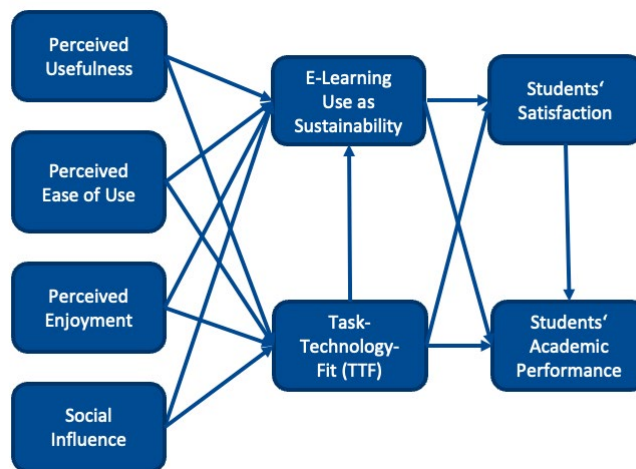 Perceived
Usefulness
Perceived
Ease of Use
Perceived
Enjoyment
Social
Influence
E-Learning
Use as
Sustainability
Task-
Technology-
Fit (TTF)
Students‘
Satisfaction
Students‘
Academic
Performance